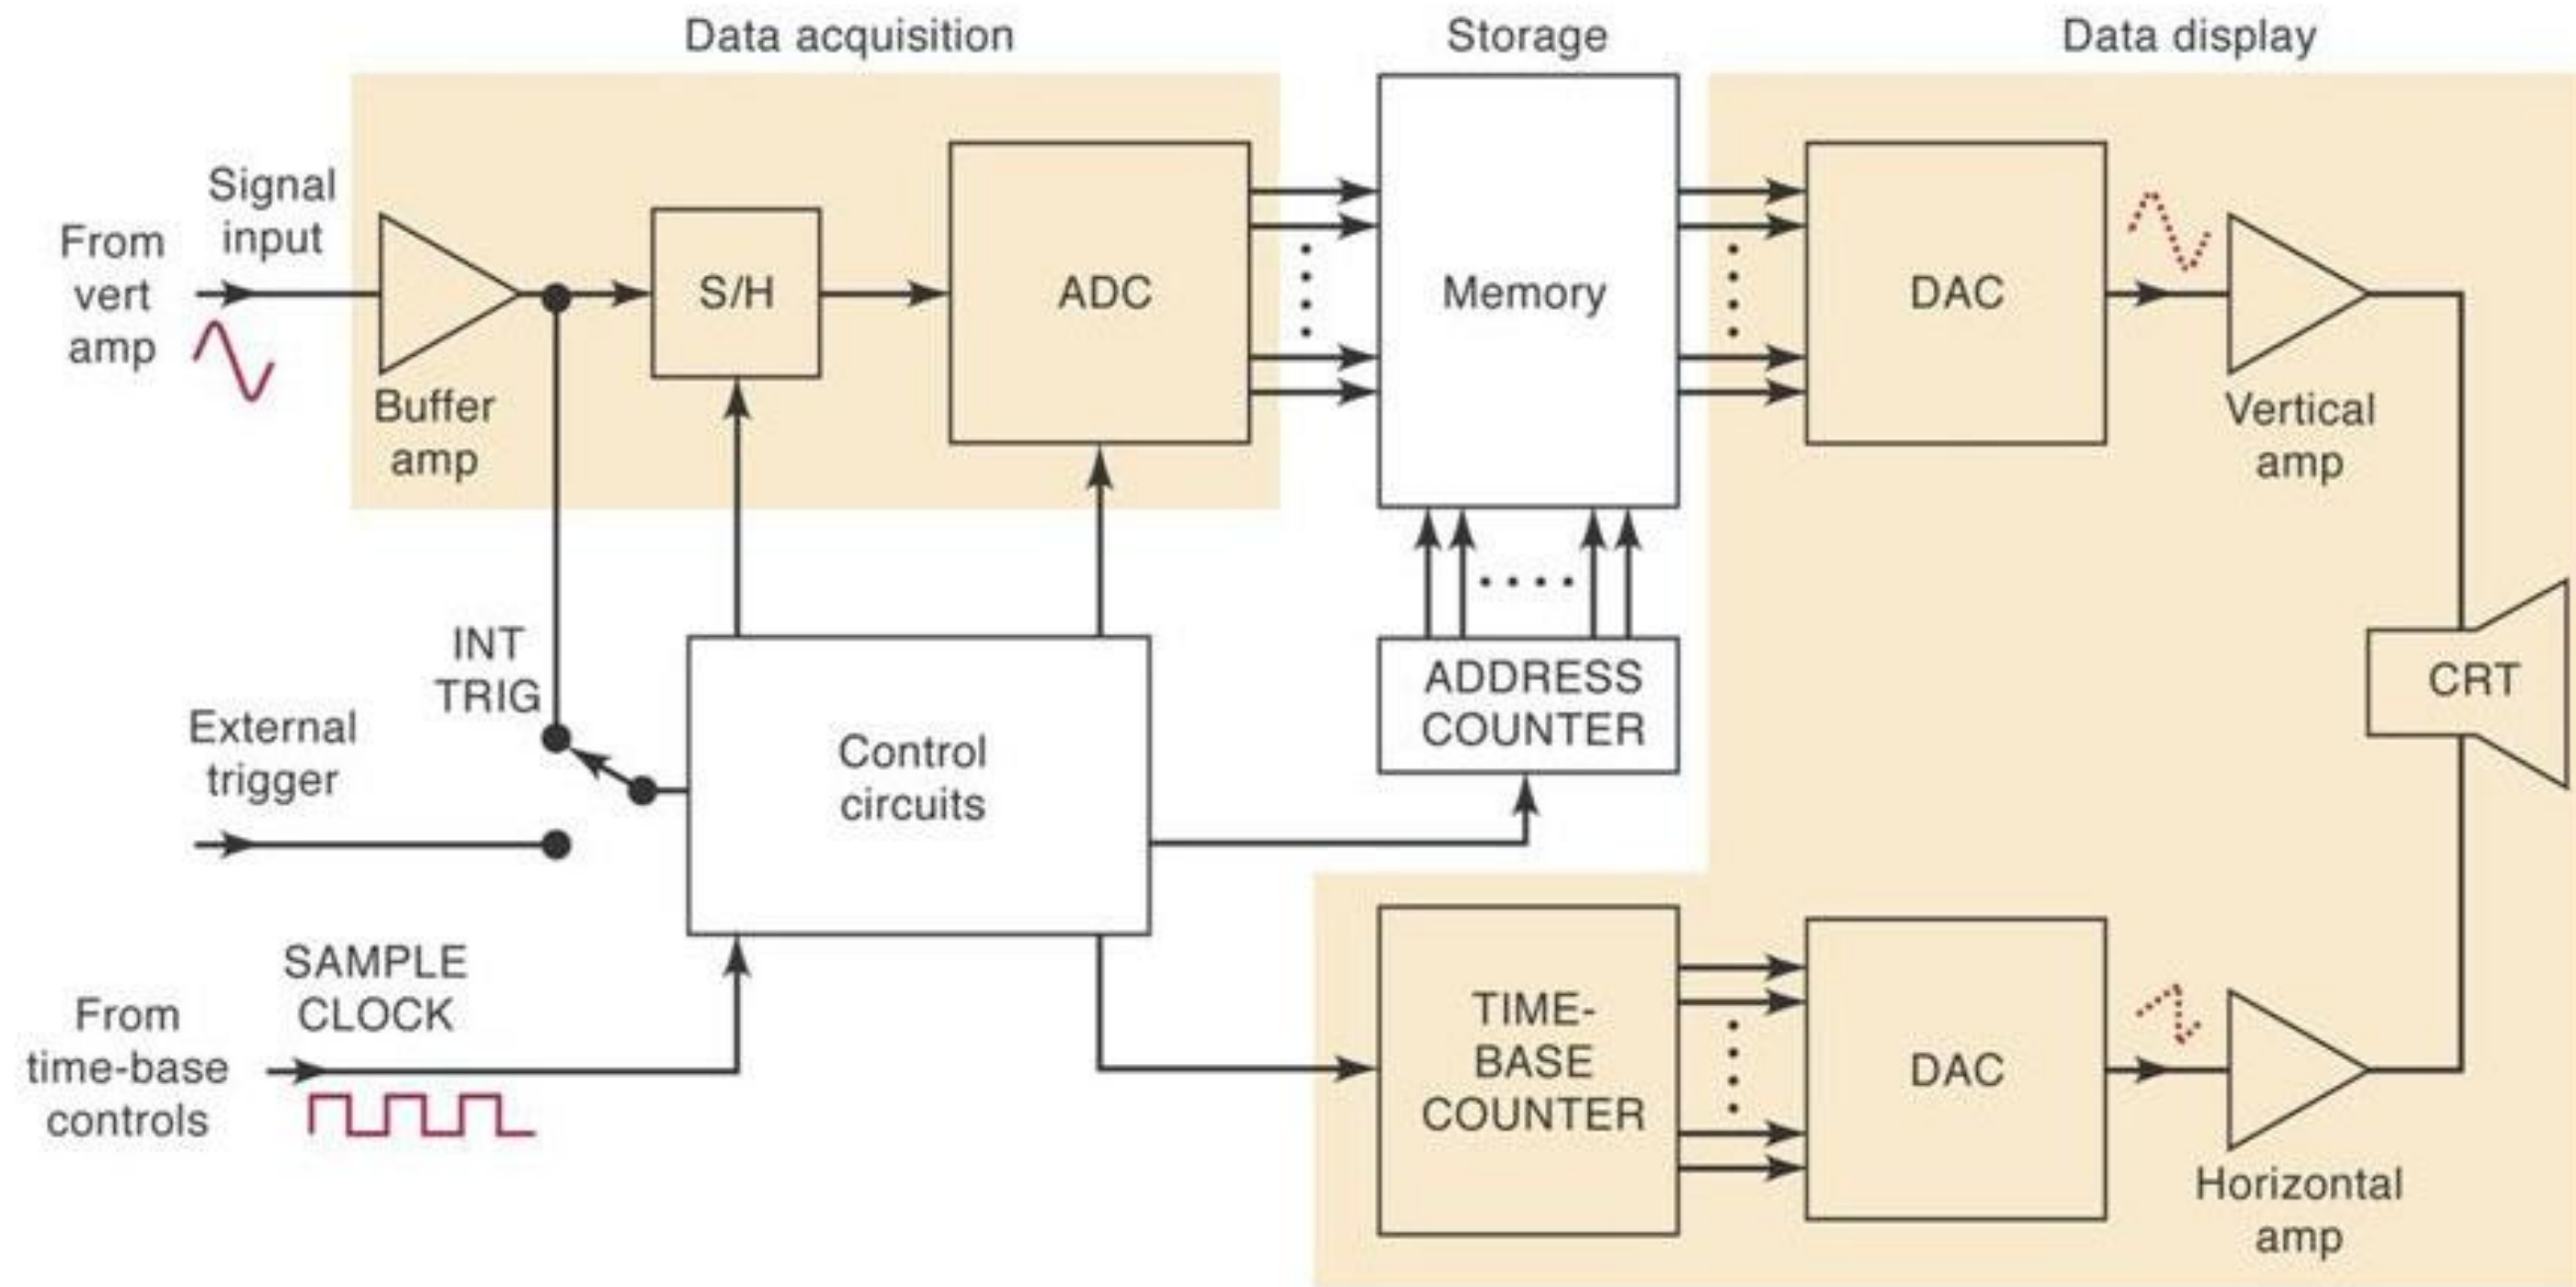 Data acquisition
Storage
Data display
Signal
input
From
vert
amp
Buffer
amp
S/H
ADC
Memory
DAC
Vertical
amp
INT
TRIG
External
trigger
Control
circuits
ADDRESS
COUNTER
CRT
SAMPLE
CLOCK
From
time-base
controls
TIME-
BASE
COUNTER
DAC
Horizontal
amp